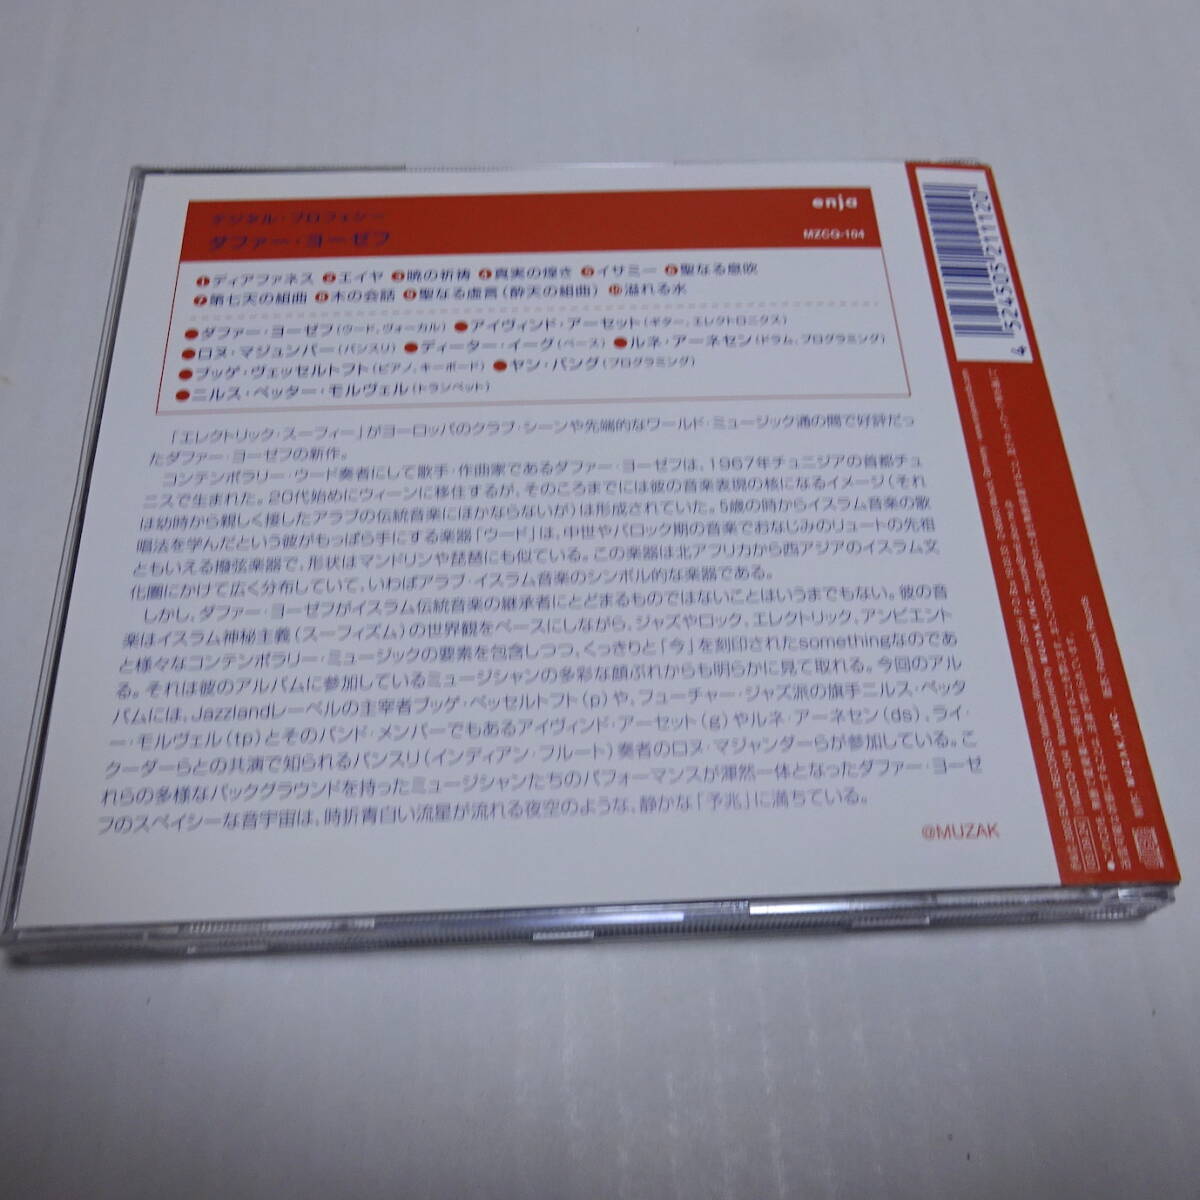 デジタル・プロフェシー
enja
ダファー・ヨーゼフ
MZCQ-104
❶ディアファネス ❷エイヤ ❸暁の祈祷 ❹真実の煌き ❺イサミー ❻聖なる息吹
❼第七天の組曲 ❽木の会話 ❾聖なる虚言(酔天の組曲) ❿溢れる水
●ダファー・ヨーゼフ(ウード,ヴォーカル) ●アイヴィンド・アーセット(ギター,エレクトロニクス)
●ロヌ・マジュンバー(バンスリ) ●ディーター・イーグ(ベース) ●ルネ・アーネセン(ドラム,プログラミング)
●ブッゲ・ヴェッセルトフト(ピアノ,キーボード) ●ヤン・バング(プログラミング)
●ニルス・ペッター・モルヴェル(トランペット)
「エレクトリック・スーフィー」がヨーロッパのクラブ・シーンや先端的なワールド・ミュージック通の間で好評だっ
たダファー・ヨーゼフの新作。
コンテンポラリー・ウード奏者にして歌手・作曲家であるダファー・ヨーゼフは、1967年チュニジアの首都チュ
ニスで生まれた。20代始めにウィーンに移住するが、そのころまでには彼の音楽表現の核になるイメージ(それ
は幼時から親しく接したアラブの伝統音楽にほかならないが)は形成されていた。5歳の時からイスラム音楽の歌
唱法を学んだという彼がもっぱら手にする楽器「ウード」は、中世やバロック期の音楽でおなじみのリュートの先祖
ともいえる撥弦楽器で、形状はマンドリンや琵琶にも似ている。この楽器は北アフリカから西アジアのイスラム文
化圏にかけて広く分布していて、いわばアラブ・イスラム音楽のシンボル的な楽器である。
しかし、ダファー・ヨーゼフがイスラム伝統音楽の継承者にとどまるものではないことはいうまでもない。彼の音
楽はイスラム神秘主義(スーフィズム)の世界観をベースにしながら、ジャズやロック、エレクトリック、アンビエント
と様々なコンテンポラリー・ミュージックの要素を包含しつつ、くっきりと「今」を刻印されたsomethingなのであ
る。それは彼のアルバムに参加しているミュージシャンの多彩な顔ぶれからも明らかに見て取れる。今回のアル
バムには、Jazzlandレーベルの主宰者ブッゲ・ベッセルトフト(p)や、フューチャー・ジャズ派の旗手ニルス・ペッタ
ー・モルヴェル(tp)とそのバンド・メンバーでもあるアイヴィンド・アーセット(g)やルネ・アーネセン(ds)、ライ・
クーダーらとの共演で知られるバンスリ(インディアン・フルート)奏者のロヌ・マジャンダーらが参加している。こ
れらの多様なバックグラウンドを持ったミュージシャンたちのパフォーマンスが渾然一体となったダファー・ヨーゼ
フのスペイシーな音宇宙は、時折青白い流星が流れる夜空のような、静かな「予兆」に満ちている。
@MUZAK
4 524505 211120